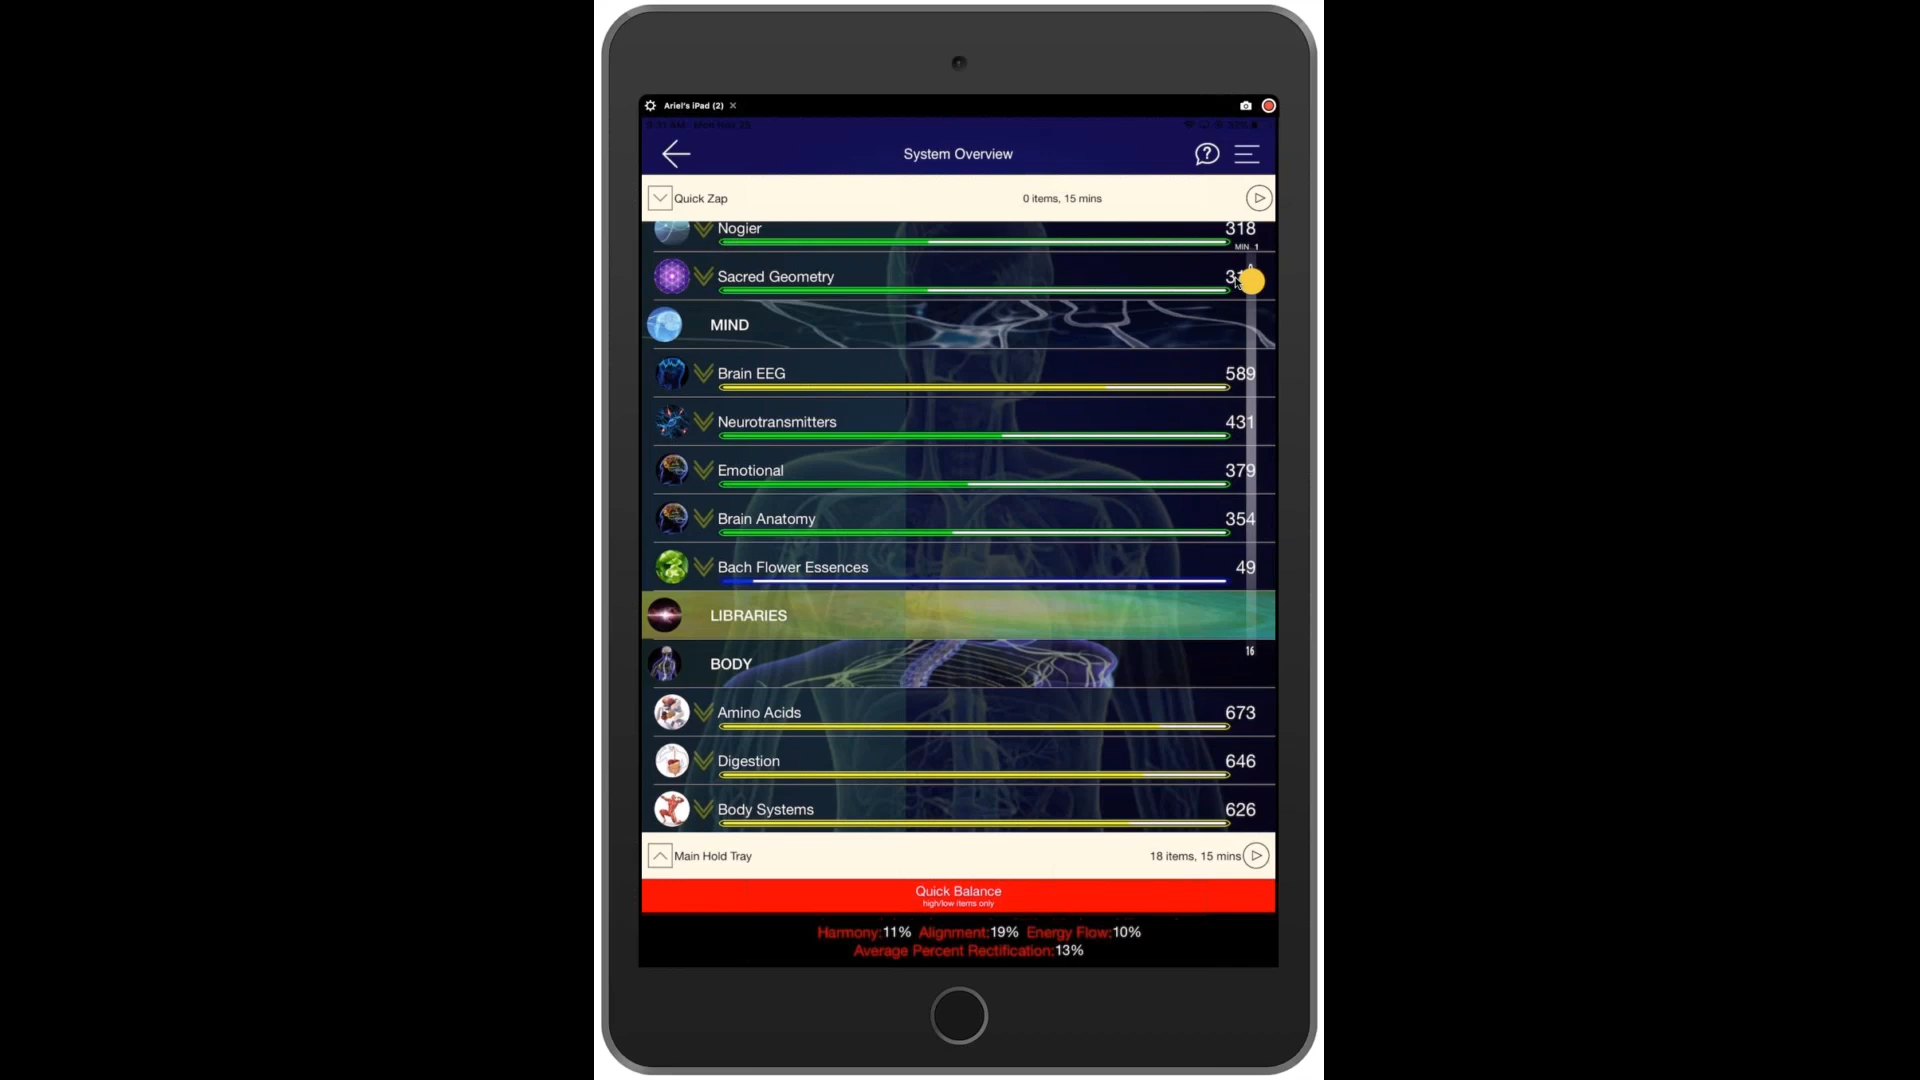 Ariel's iPad (2)
System Overview
Quick Zap 0 items, 15 mins
Nogier 318
MIN 1
Sacred Geometry
MIND
Brain EEG 589
Neurotransmitters 431
Emotional 379
Brain Anatomy 354
Bach Flower Essences 49
LIBRARIES
BODY 16
Amino Acids 673
Digestion 646
Body Systems 626
Main Hold Tray 18 items, 15 mins
Quick Balance
high/low items only
Harmony:11% Alignment:19% Energy Flow:10%
Average Percent Rectification:13%